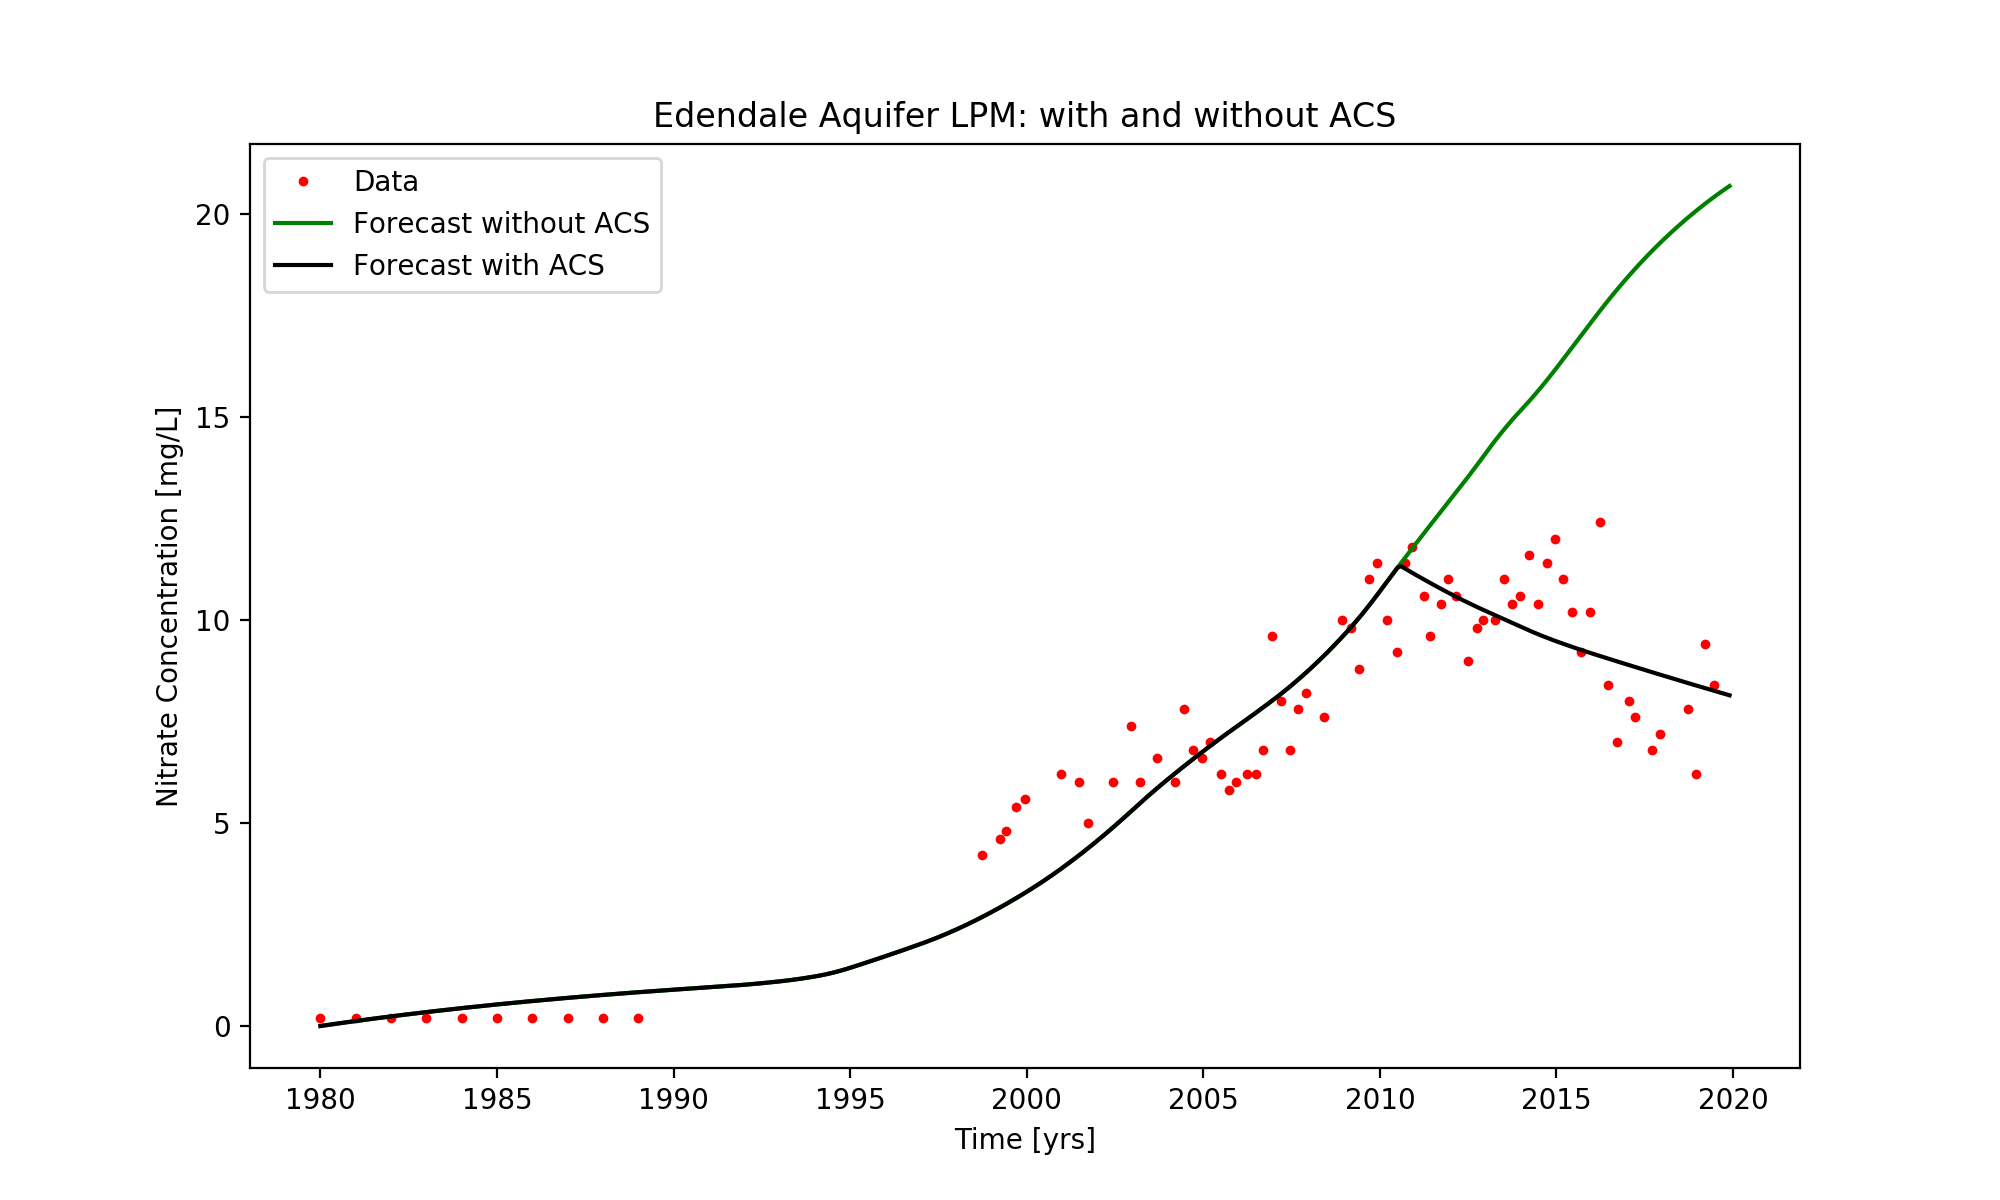 Edendale Aquifer LPM: with and without ACS
Data
Forecast without ACS
Forecast with ACS
20
15
10
5
0
Nitrate Concentration [mg/L]
1980 1985 1990 1995 2000 2005 2010 2015 2020
Time [yrs]